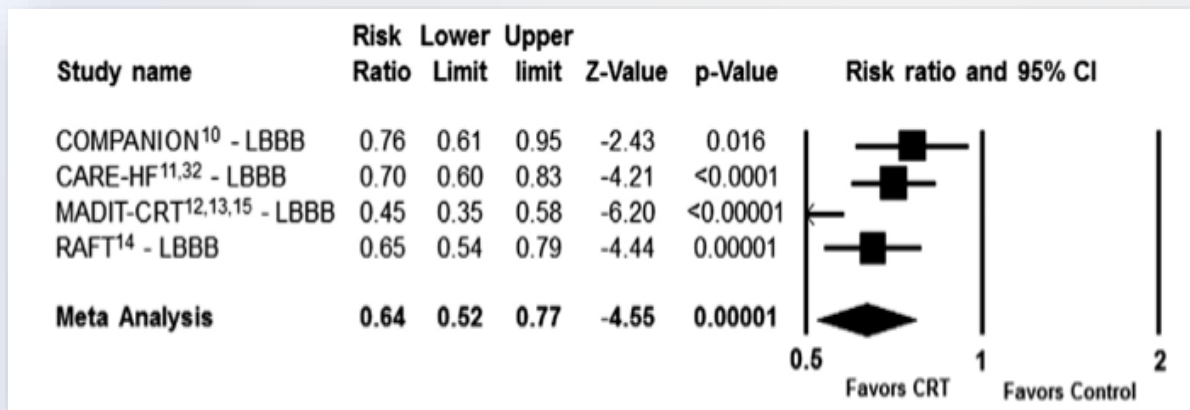 Risk Lower Upper
Study name Ratio Limit limit Z-Value p-Value Risk ratio and 95% CI
COMPANION¹⁰ - LBBB 0.76 0.61 0.95 -2.43 0.016
CARE-HF¹¹,³² - LBBB 0.70 0.60 0.83 -4.21 <0.0001
MADIT-CRT¹²,¹³,¹⁵ - LBBB 0.45 0.35 0.58 -6.20 <0.00001
RAFT¹⁴ - LBBB 0.65 0.54 0.79 -4.44 0.00001
Meta Analysis 0.64 0.52 0.77 -4.55 0.00001
0.5 1 2
Favors CRT Favors Control